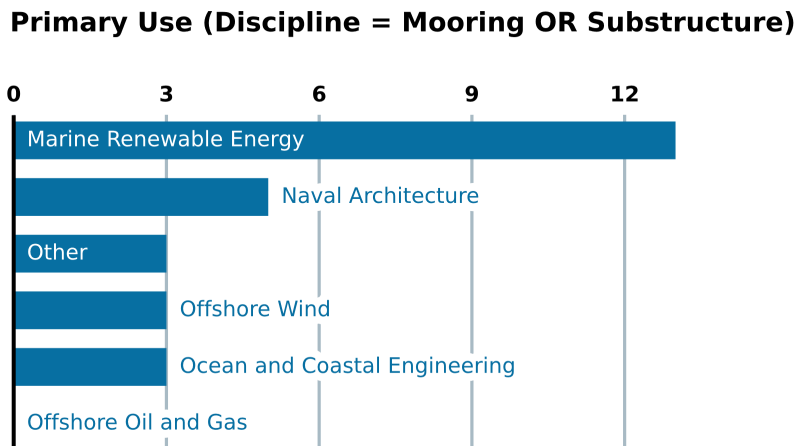 Primary Use (Discipline = Mooring OR Substructure)
0 3 6 9 12
Marine Renewable Energy
Naval Architecture
Other
Offshore Wind
Ocean and Coastal Engineering
Offshore Oil and Gas